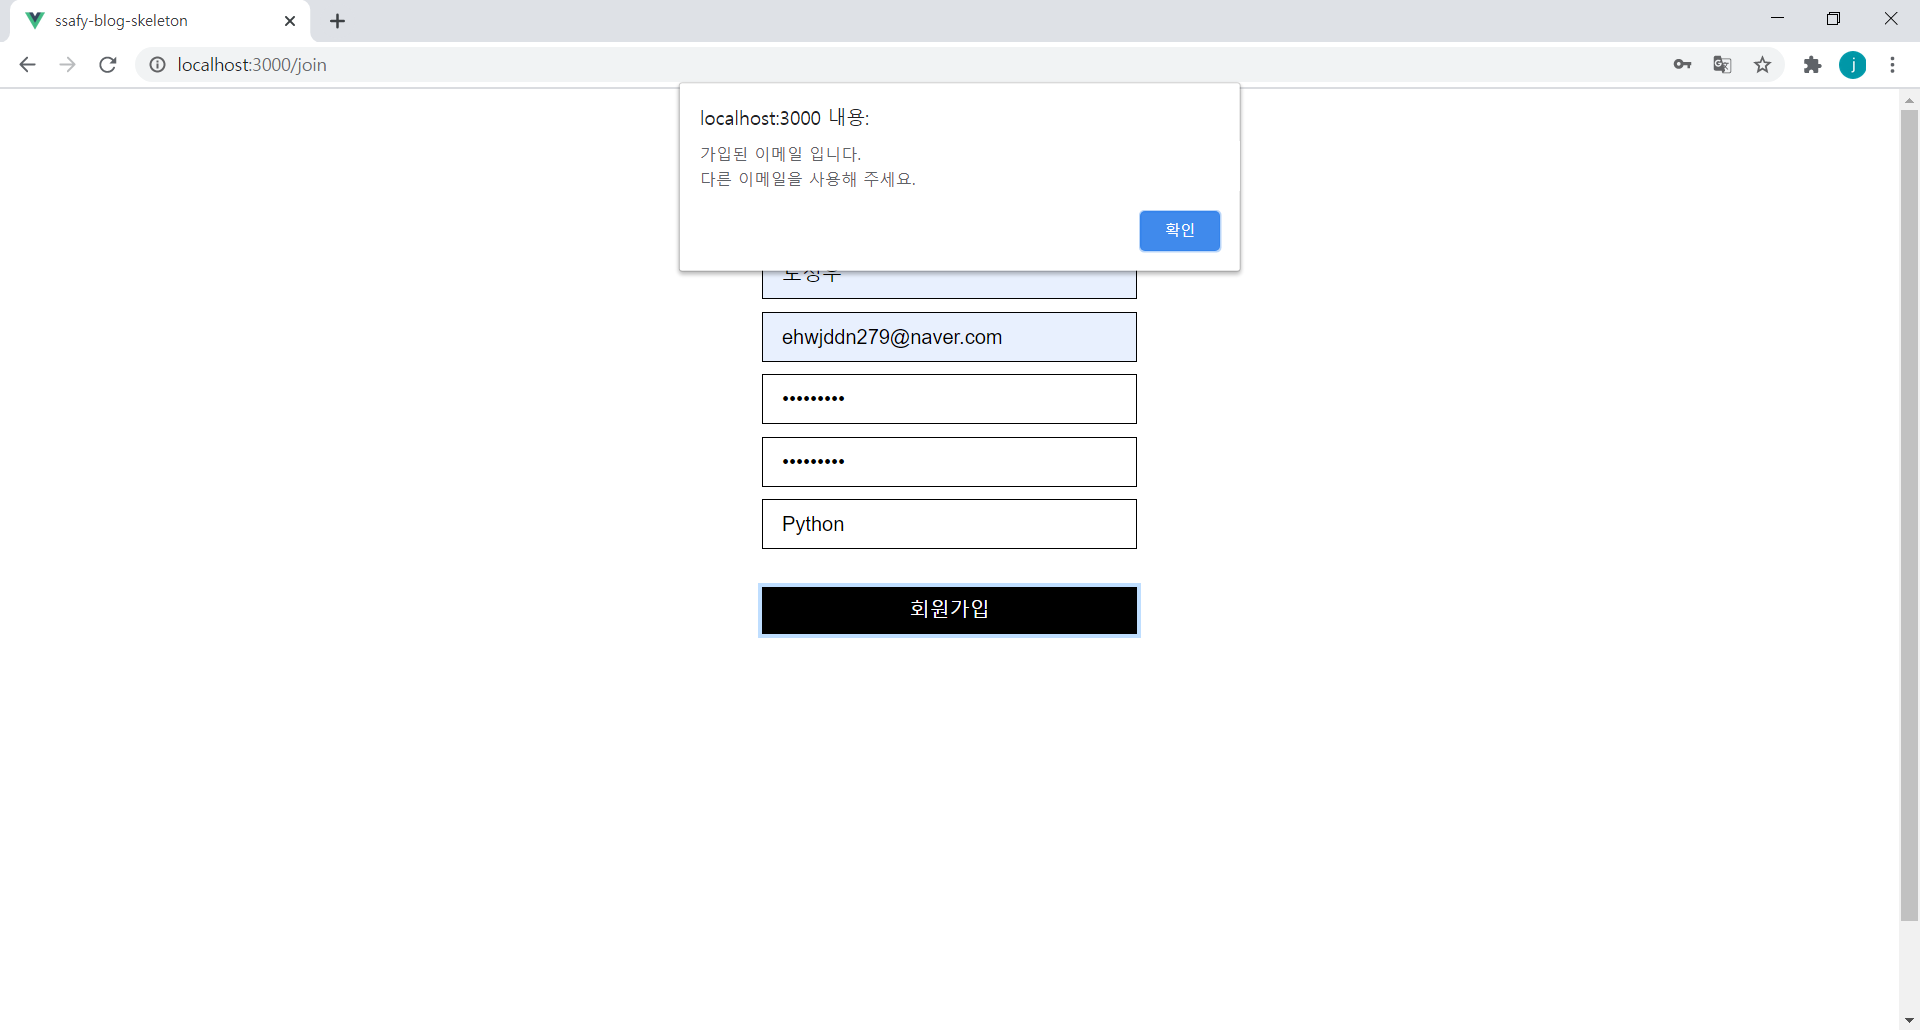 ssafy-blog-skeleton
localhost:3000/join
j
localhost:3000 내용:
가입된 이메일 입니다.
다른 이메일을 사용해 주세요.
확인
ehwjddn279@naver.com
•••••••••
•••••••••
Python
회원가입